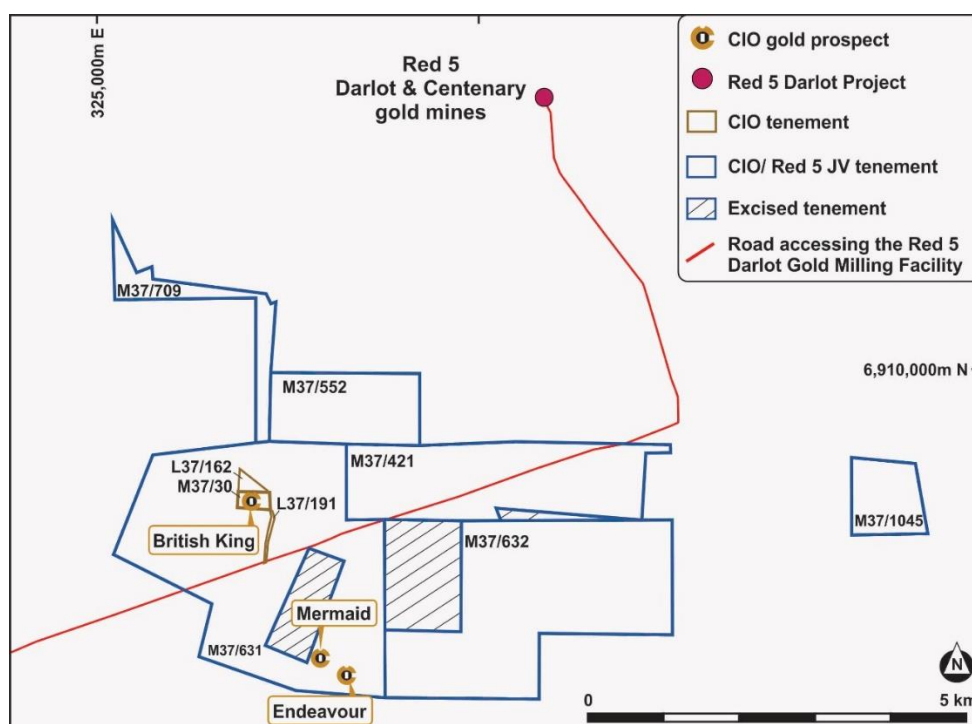 325,000m E
Red 5
Darlot & Centenary
gold mines
CIO gold prospect
Red 5 Darlot Project
CIO tenement
CIO/ Red 5 JV tenement
Excised tenement
Road accessing the Red 5
Darlot Gold Milling Facility
M37/709
6,910,000m N
M37/552
M37/421
L37/162
M37/30
L37/191
British King
M37/1045
M37/632
Mermaid
M37/631
Endeavour
N
0
5 km